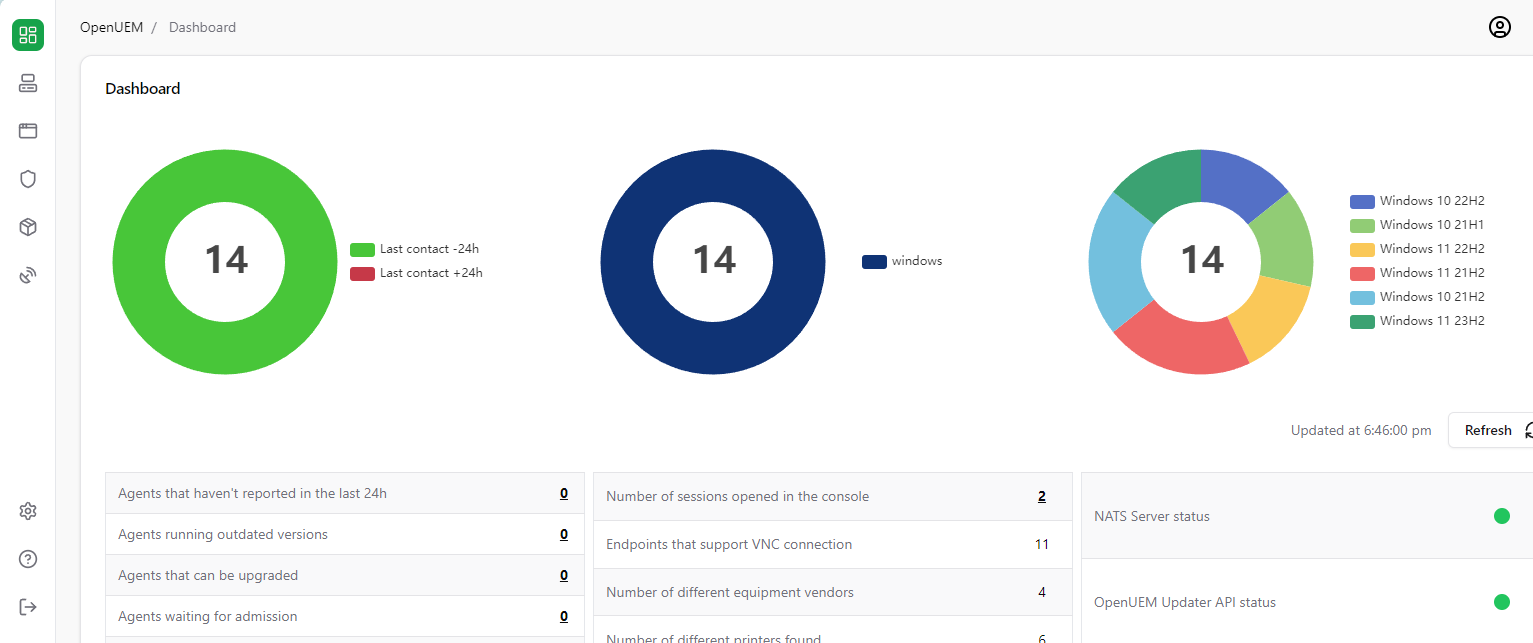 OpenUEM / Dashboard
Dashboard
14
Last contact -24h
Last contact +24h
14
windows
14
Windows 10 22H2
Windows 10 21H1
Windows 11 22H2
Windows 11 21H2
Windows 10 21H2
Windows 11 23H2
Updated at 6:46:00 pm
Refresh
Agents that haven't reported in the last 24h 0
Agents running outdated versions 0
Agents that can be upgraded 0
Agents waiting for admission 0
Number of sessions opened in the console 2
Endpoints that support VNC connection 11
Number of different equipment vendors 4
Number of different printers found 6
NATS Server status
OpenUEM Updater API status